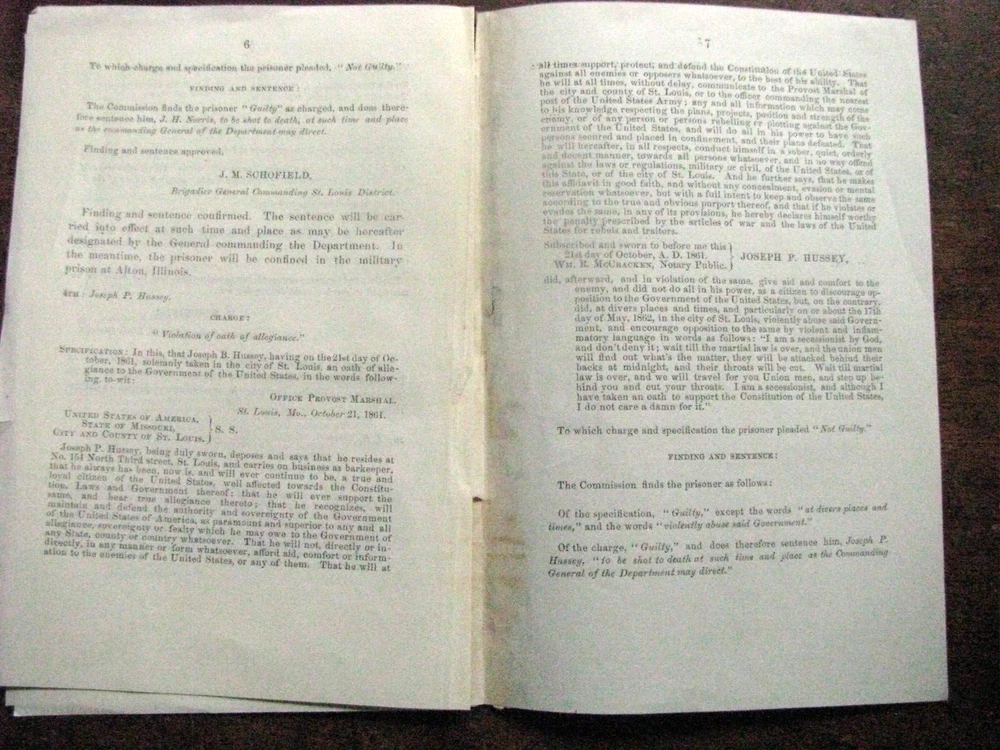 6
To which charge and specification the prisoner pleaded, "Not Guilty."
FINDING AND SENTENCE:
The Commission finds the prisoner "Guilty" as charged, and does there-
fore sentence him, J. H. Norris, to be shot to death, at such time and place
as the commanding General of the Department may direct.
Finding and sentence approved.
J. M. SCHOFIELD,
Brigadier General Commanding St. Louis District.
Finding and sentence confirmed. The sentence will be car-
ried into effect at such time and place as may be hereafter
designated by the General commanding the Department. In
the meantime, the prisoner will be confined in the military
prison at Alton, Illinois.
4TH: Joseph P. Hussey.
CHARGE:
"Violation of oath of allegiance."
SPECIFICATION: In this, that Joseph B. Hussey, having on the 21st day of Oc-
tober, 1861, solemnly taken in the city of St. Louis, an oath of alle-
giance to the Government of the United States, in the words follow-
ing, to wit:
OFFICE PROVOST MARSHAL.
St. Louis, Mo., October 21, 1861.
UNITED STATES OF AMERICA,
STATE OF MISSOURI,
CITY AND COUNTY OF ST. LOUIS.
} S. S.
Joseph P. Hussey, being duly sworn, deposes and says that he resides at
No. 151 North Third street, St. Louis, and carries on business as barkeeper,
that he always has been, now is, and will ever continue to be, a true and
loyal citizen of the United States, well affected towards the Constitu-
tion, Laws and Government thereof; that he will ever support the
same, and bear true allegiance thereto; that he recognizes, will
maintain and defend the authority and sovereignty of the Government
of the United States of America, as paramount and superior to any and all
allegiance, sovereignty or fealty which he may owe to the Government of
any State, county or country whatsoever. That he will not, directly or in-
directly, in any manner or form whatsoever, afford aid, comfort or inform-
ation to the enemies of the United States, or any of them. That he will at
7
all times support, protect, and defend the Constitution of the United States
against all enemies or opposers whatsoever, to the best of his ability. That
he will at all times, without delay, communicate to the Provost Marshal of
the city and county of St. Louis, or to the officer commanding the nearest
post of the United States Army; any and all information which may come
to his knowledge respecting the plans, projects, position and strength of the
enemy, or of any person or persons rebelling or plotting against the Gov-
ernment of the United States, and will do all in his power to have such
persons secured and placed in confinement, and their plans defeated. That
he will hereafter, in all respects, conduct himself in a sober, quiet, orderly
and decent manner, towards all persons whatsoever, and in no way offend
against the laws or regulations, military or civil, of the United States, or of
this State, or of the city of St. Louis. And he further says, that he makes
this affidavit in good faith, and without any concealment, evasion or mental
reservation whatsoever, but with a full intent to keep and observe the same
according to the true and obvious purport thereof, and that if he violates or
evades the same, in any of its provisions, he hereby declares himself worthy
the penalty prescribed by the articles of war and the laws of the United
States for rebels and traitors.
Subscribed and sworn to before me this
21st day of October, A. D. 1861.
WM. R. MCCRACKEN, Notary Public.
} JOSEPH P. HUSSEY,
did, afterward, and in violation of the same, give aid and comfort to the
enemy, and did not do all in his power, as a citizen to discourage op-
position to the Government of the United States, but, on the contrary,
did, at divers places and times, and particularly on or about the 17th
day of May, 1862, in the city of St. Louis, violently abuse said Govern-
ment, and encourage opposition to the same by violent and inflam-
matory language in words as follows: "I am a secessionist by God,
and don't deny it; wait till the martial law is over, and the union men
will find out what's the matter, they will be attacked behind their
backs at midnight, and their throats will be cut. Wait till martial
law is over, and we will travel for you Union men, and step up be-
hind you and cut your throats. I am a secessionist, and although I
have taken an oath to support the Constitution of the United States,
I do not care a damn for it."
To which charge and specification the prisoner pleaded "Not Guilty."
FINDING AND SENTENCE:
The Commission finds the prisoner as follows:
Of the specification, "Guilty," except the words "at divers places and
times," and the words "violently abuse said Government."
Of the charge, "Guilty," and does therefore sentence him, Joseph P.
Hussey, "to be shot to death at such time and place as the Commanding
General of the Department may direct."